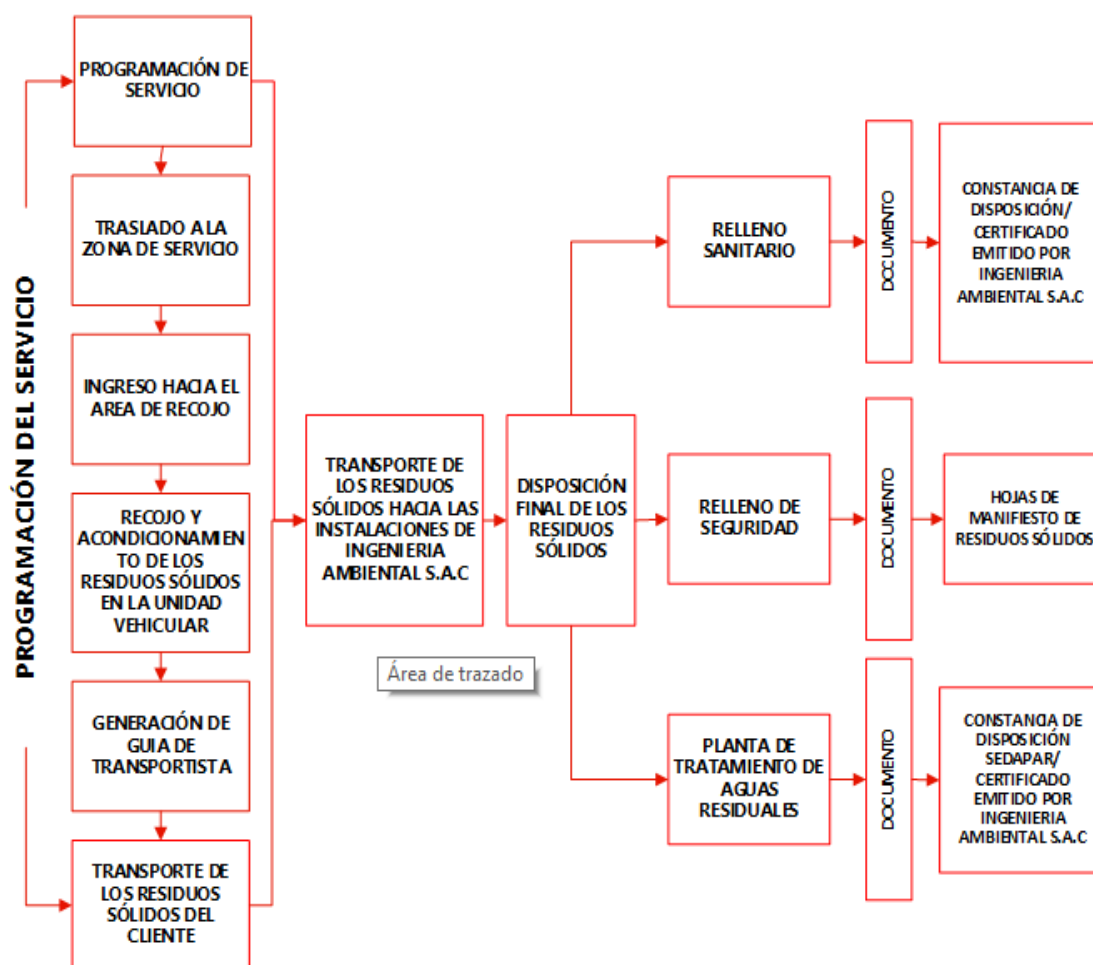 PROGRAMACIÓN DEL SERVICIO
PROGRAMACIÓN DE
SERVICIO
TRASLADO A LA
ZONA DE SERVICIO
INGRESO HACIA EL
AREA DE RECOJO
RECOJO Y
ACONDICIONAMIEN
TO DE LOS
RESIDUOS SÓLIDOS
EN LA UNIDAD
VEHICULAR
GENERACIÓN DE
GUIA DE
TRANSPORTISTA
TRANSPORTE DE
LOS RESIDUOS
SÓLIDOS DEL
CLIENTE
TRANSPORTE DE
LOS RESIDUOS
SÓLIDOS HACIA LAS
INSTALACIONES DE
INGENIERIA
AMBIENTAL S.A.C
Área de trazado
DISPOSICIÓN
FINAL DE LOS
RESIDUOS
SÓLIDOS
RELLENO
SANITARIO
DOCUMENTO
CONSTANCIA DE
DISPOSICIÓN/
CERTIFICADO
EMITIDO POR
INGENIERIA
AMBIENTAL S.A.C
RELLENO DE
SEGURIDAD
DOCUMENTO
HOJAS DE
MANIFIESTO DE
RESIDUOS SÓLIDOS
PLANTA DE
TRATAMIENTO DE
AGUAS
RESIDUALES
DOCUMENTO
CONSTANCIA DE
DISPOSICIÓN
SEDAPAR/
CERTIFICADO
EMITIDO POR
INGENIERIA
AMBIENTAL S.A.C